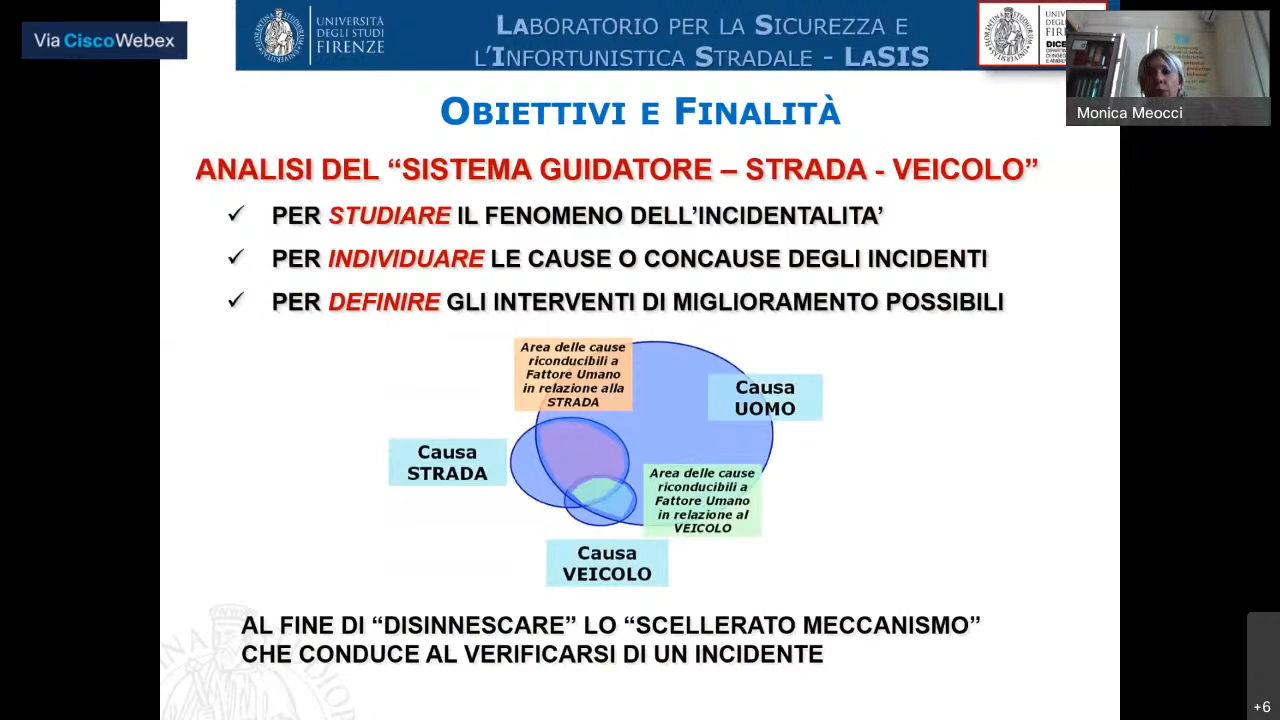 Via CiscoWebex
UNIVERSITÀ
DEGLI STUDI
FIRENZE
LABORATORIO PER LA SICUREZZA E
L'INFORTUNISTICA STRADALE - LASIS
DICE
Monica Meocci
OBIETTIVI E FINALITÀ
ANALISI DEL “SISTEMA GUIDATORE – STRADA - VEICOLO”
✓ PER STUDIARE IL FENOMENO DELL’INCIDENTALITA’
✓ PER INDIVIDUARE LE CAUSE O CONCAUSE DEGLI INCIDENTI
✓ PER DEFINIRE GLI INTERVENTI DI MIGLIORAMENTO POSSIBILI
Area delle cause
riconducibili a
Fattore Umano
in relazione alla
STRADA
Causa
UOMO
Causa
STRADA
Area delle cause
riconducibili a
Fattore Umano
in relazione al
VEICOLO
Causa
VEICOLO
AL FINE DI “DISINNESCARE” LO “SCELLERATO MECCANISMO”
CHE CONDUCE AL VERIFICARSI DI UN INCIDENTE
+6